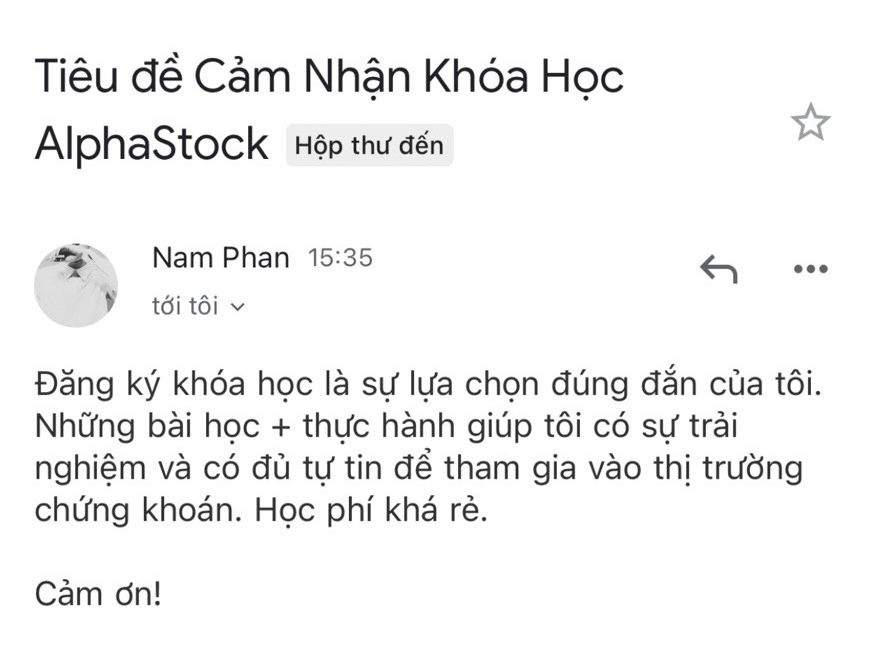 Tiêu đề Cảm Nhận Khóa Học
AlphaStock Hộp thư đến
Nam Phan 15:35
tới tôi
Đăng ký khóa học là sự lựa chọn đúng đắn của tôi.
Những bài học + thực hành giúp tôi có sự trải
nghiệm và có đủ tự tin để tham gia vào thị trường
chứng khoán. Học phí khá rẻ.
Cảm ơn!